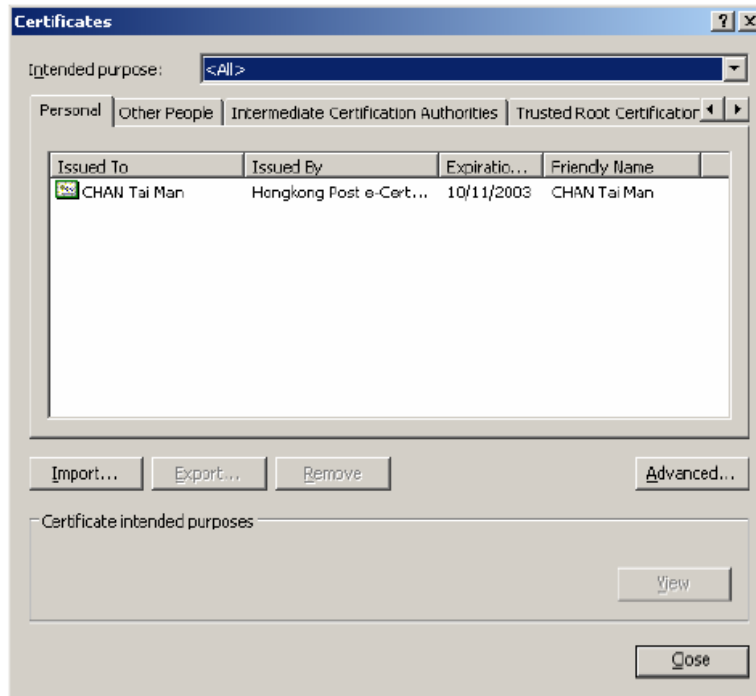 Certificates
Intended purpose: <All>
Personal Other People Intermediate Certification Authorities Trusted Root Certification
Issued To Issued By Expiratio... Friendly Name
CHAN Tai Man Hongkong Post e-Cert... 10/11/2003 CHAN Tai Man
Import... Export... Remove Advanced...
Certificate intended purposes
View
Close